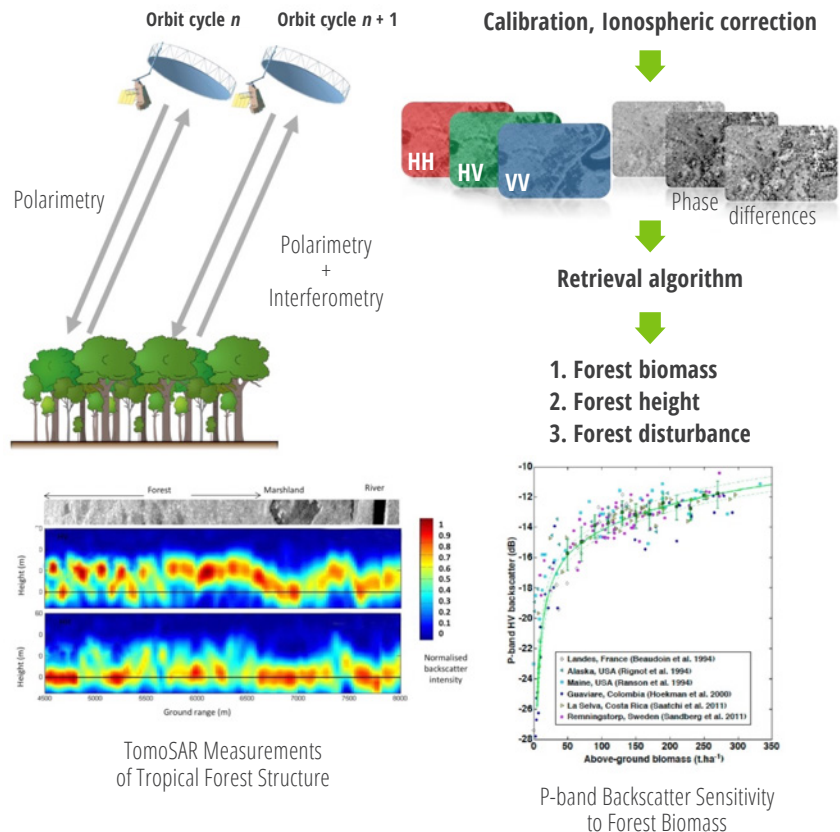 Orbit cycle n
Orbit cycle n + 1
Polarimetry
Polarimetry
+
Interferometry
Calibration, Ionospheric correction
HH
HV
VV
Phase
differences
Retrieval algorithm
1. Forest biomass
2. Forest height
3. Forest disturbance
Forest
Marshland
River
Height (m)
0
0
60
Height (m)
0
0
4500
5000
5500
6000
6500
7000
7500
8000
Ground range (m)
1
0.9
0.8
0.7
0.6
0.5
0.4
0.3
0.2
0.1
0
Normalised
backscatter
intensity
TomoSAR Measurements
of Tropical Forest Structure
P-band HV backscatter (dB)
-10
-12
-14
-16
-18
-20
-22
-24
-26
-28
Landes, France (Beaudoin et al. 1994)
Alaska, USA (Rignot et al. 1994)
Maine, USA (Ranson et al. 1994)
Guaviare, Colombia (Hoekman et al. 2000)
La Selva, Costa Rica (Saatchi et al. 2011)
Remningstorp, Sweden (Sandberg et al. 2011)
0
50
100
150
200
250
300
350
Above-ground biomass (t.ha⁻¹)
P-band Backscatter Sensitivity
to Forest Biomass